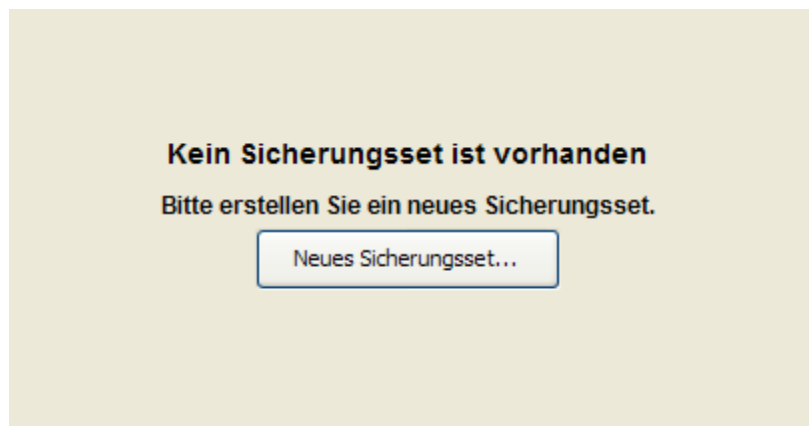 Kein Sicherungsset ist vorhanden
Bitte erstellen Sie ein neues Sicherungsset.
Neues Sicherungsset...